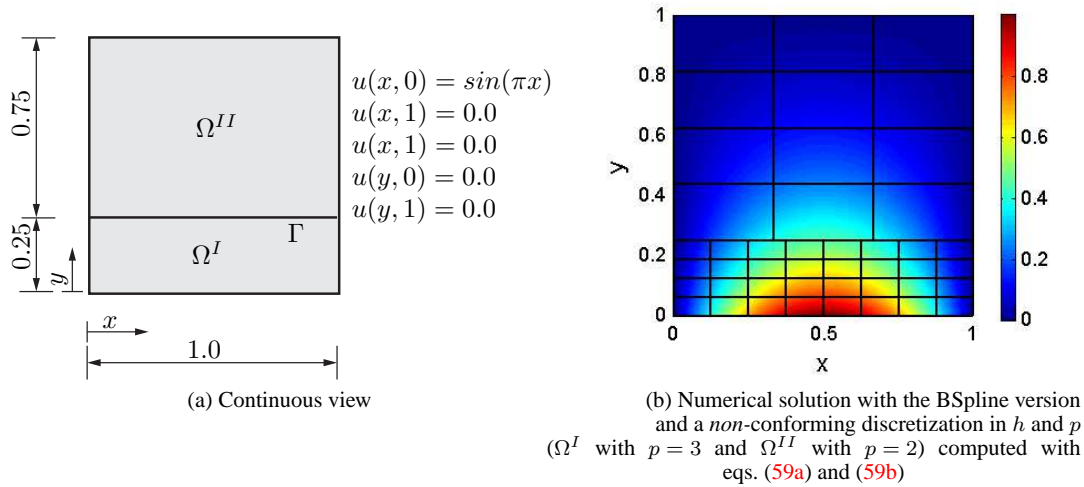 0.75
0.25
Ω^{II}
Ω^{I}
Γ
y
x
1.0
u(x, 0) = sin(πx)
u(x, 1) = 0.0
u(x, 1) = 0.0
u(y, 0) = 0.0
u(y, 1) = 0.0
(a) Continuous view
1
0.8
0.6
0.4
0.2
0
y
0
0.5
1
x
0.8
0.6
0.4
0.2
0
(b) Numerical solution with the BSpline version
and a non-conforming discretization in h and p
(Ω^{I} with p = 3 and Ω^{II} with p = 2) computed with
eqs. (59a) and (59b)